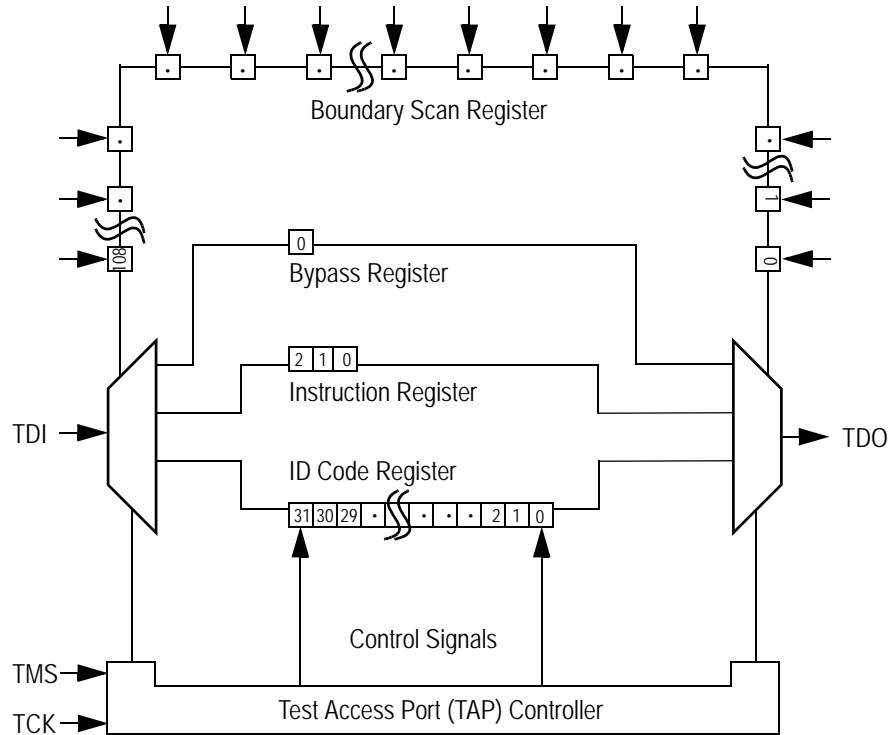 · · · · · · · ·
Boundary Scan Register
· ·
· 1
108 0
0
Bypass Register
2 1 0
Instruction Register
TDI TDO
ID Code Register
31 30 29 · · · · 2 1 0
Control Signals
TMS
Test Access Port (TAP) Controller
TCK